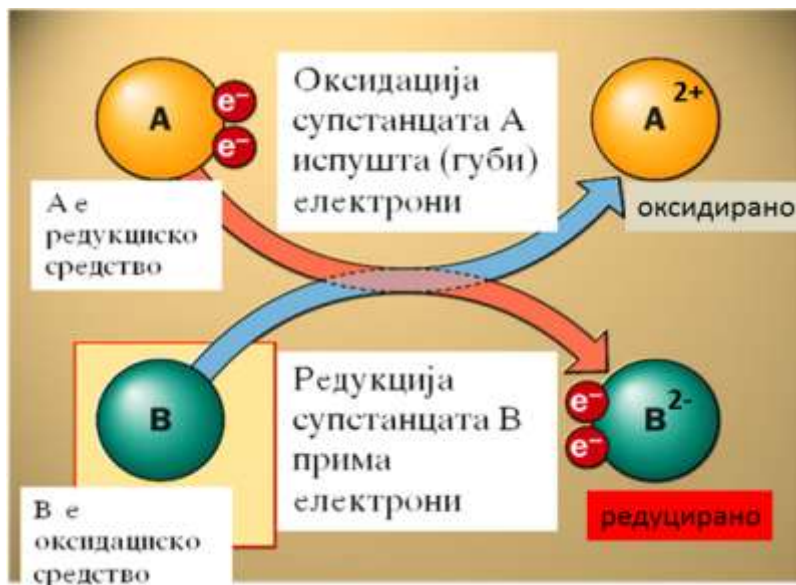 A
e⁻
e⁻
Оксидација
супстанцата А
испушта (губи)
електрони
A 2+
А е
редукциско
средство
оксидирано
B
Редукција
супстанцата В
прима
електрони
e⁻
e⁻
B 2-
В е
оксидациско
средство
редуцирано